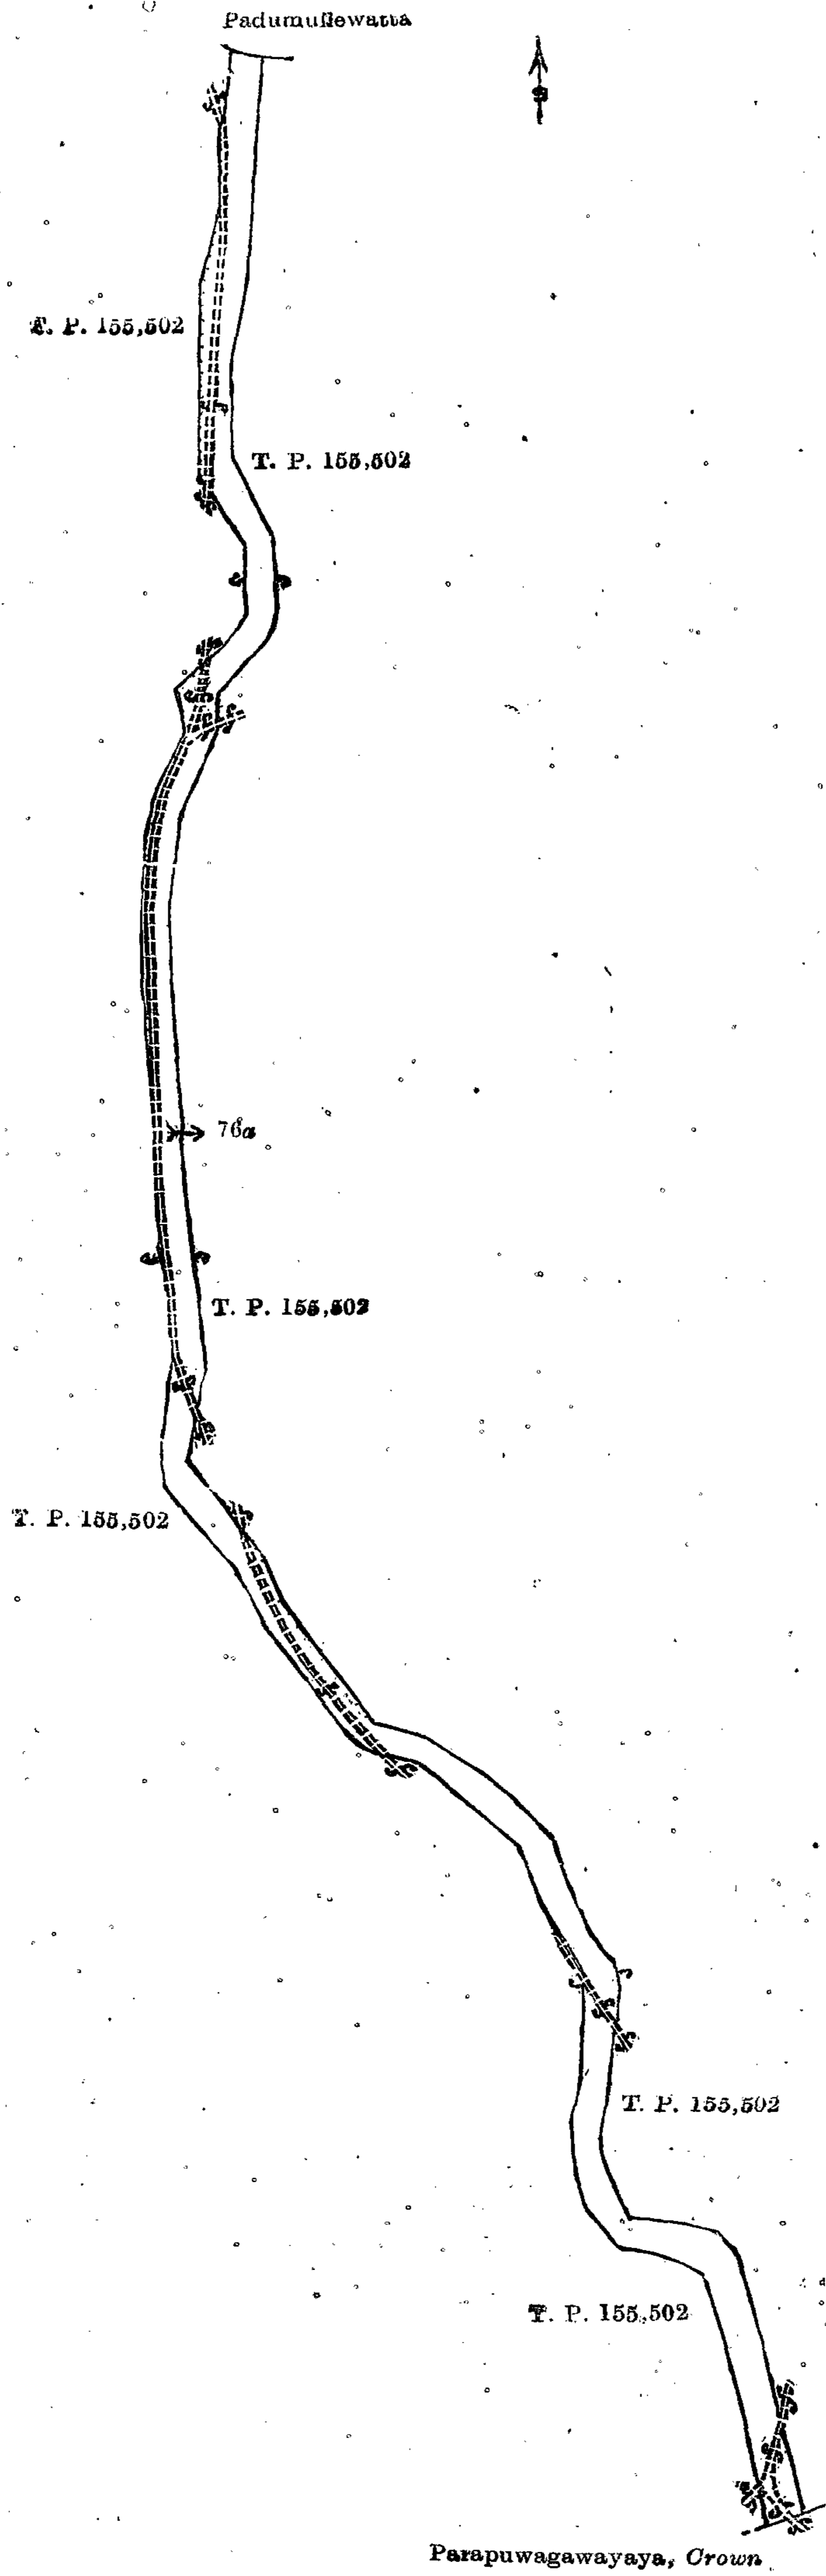 Padumullewatta
T. P. 155,502
T. P. 155,502
76a
T. P. 155,502
T. P. 155,502
T. P. 155,502
T. P. 155,502
Parapuwagawayaya, Crown